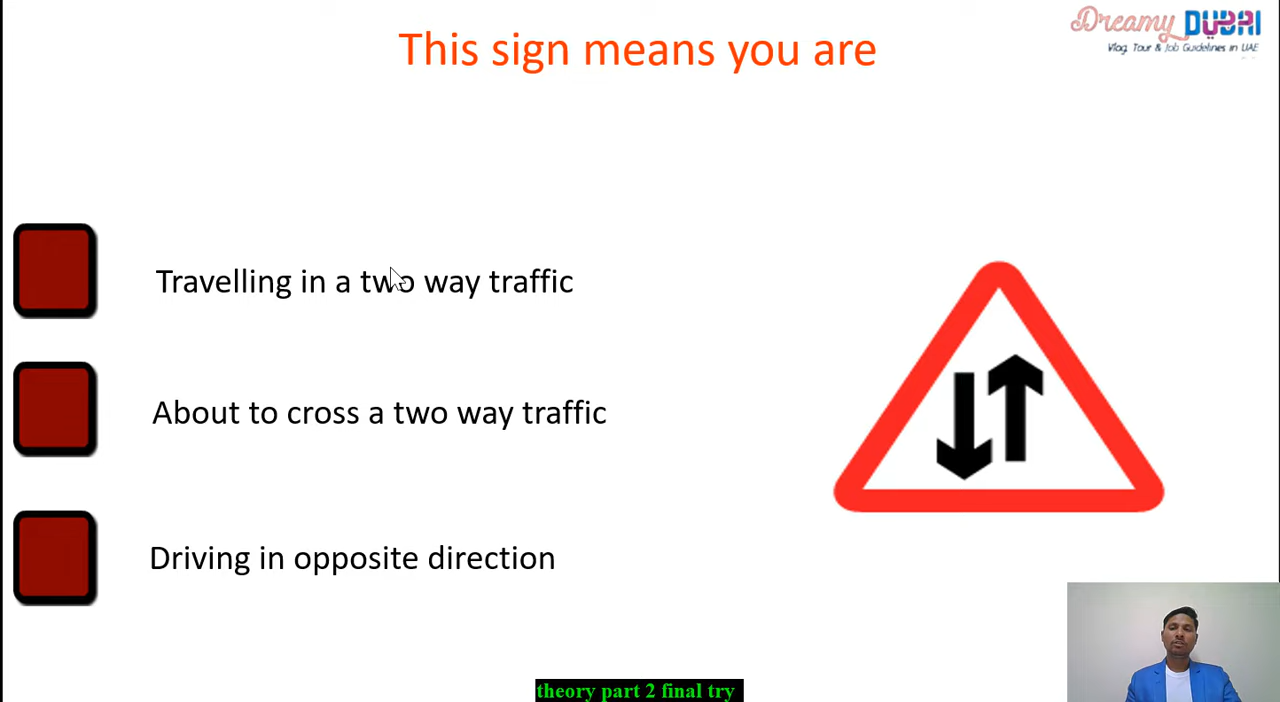 This sign means you are
Dreamy DUBAI
Vlog, Tour & Job Guidelines in UAE
Travelling in a two way traffic
About to cross a two way traffic
Driving in opposite direction
theory part 2 final try